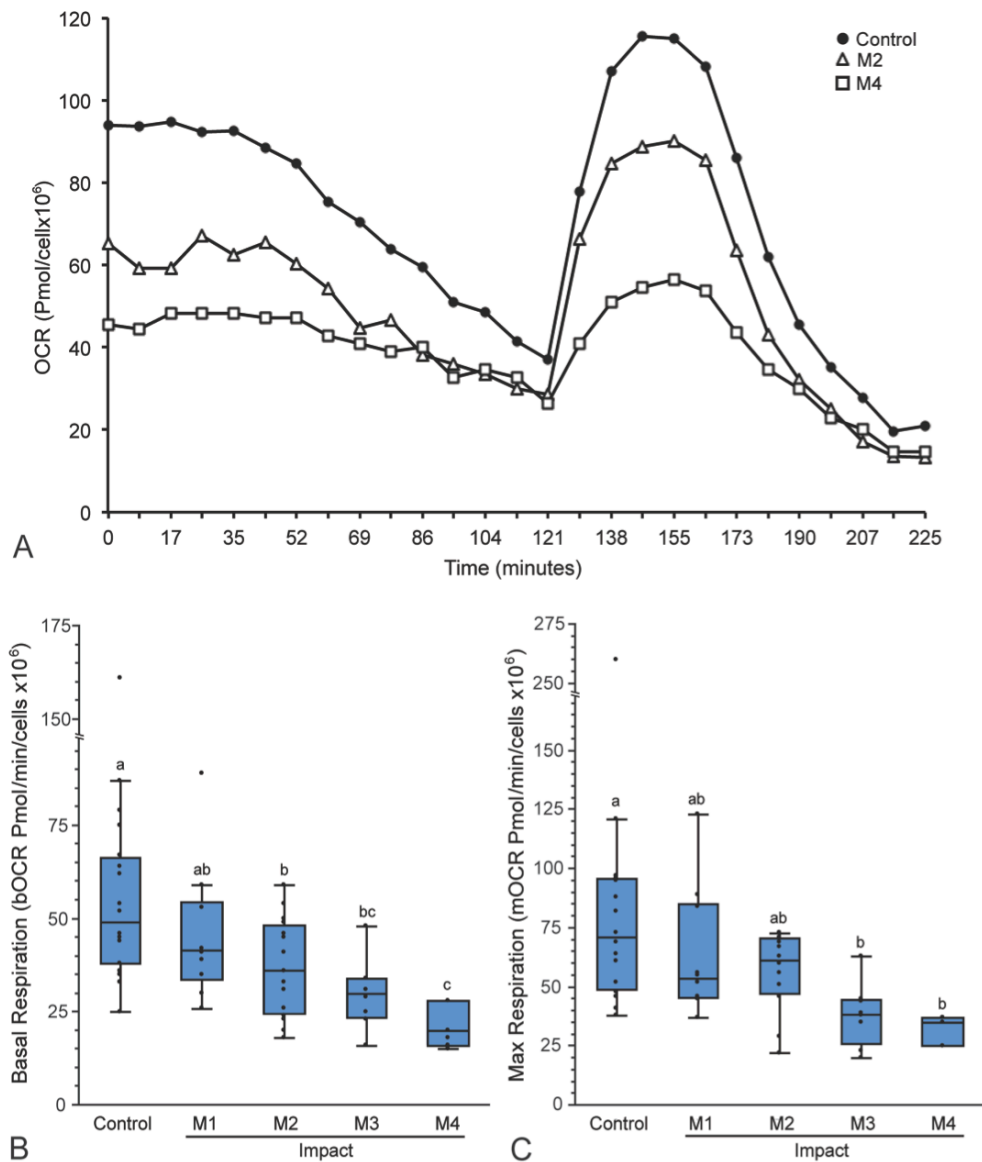 120
100
80
60
40
20
0
OCR (Pmol/cellx10⁶)
Control
M2
M4
0 17 35 52 69 86 104 121 138 155 173 190 207 225
Time (minutes)
A
175
150
75
50
25
0
Basal Respiration (bOCR Pmol/min/cells x10⁶)
a
ab
b
bc
c
Control M1 M2 M3 M4
Impact
B
275
250
150
125
100
75
50
25
0
Max Respiration (mOCR Pmol/min/cells x10⁶)
a
ab
ab
b
b
Control M1 M2 M3 M4
Impact
C